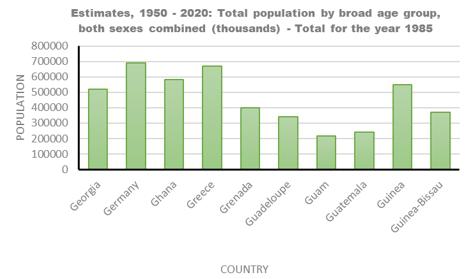 Estimates, 1950 - 2020: Total population by broad age group,
both sexes combined (thousands) - Total for the year 1985
POPULATION
800000
700000
600000
500000
400000
300000
200000
100000
0
Georgia
Germany
Ghana
Greece
Grenada
Guadeloupe
Guam
Guatemala
Guinea
Guinea-Bissau
COUNTRY